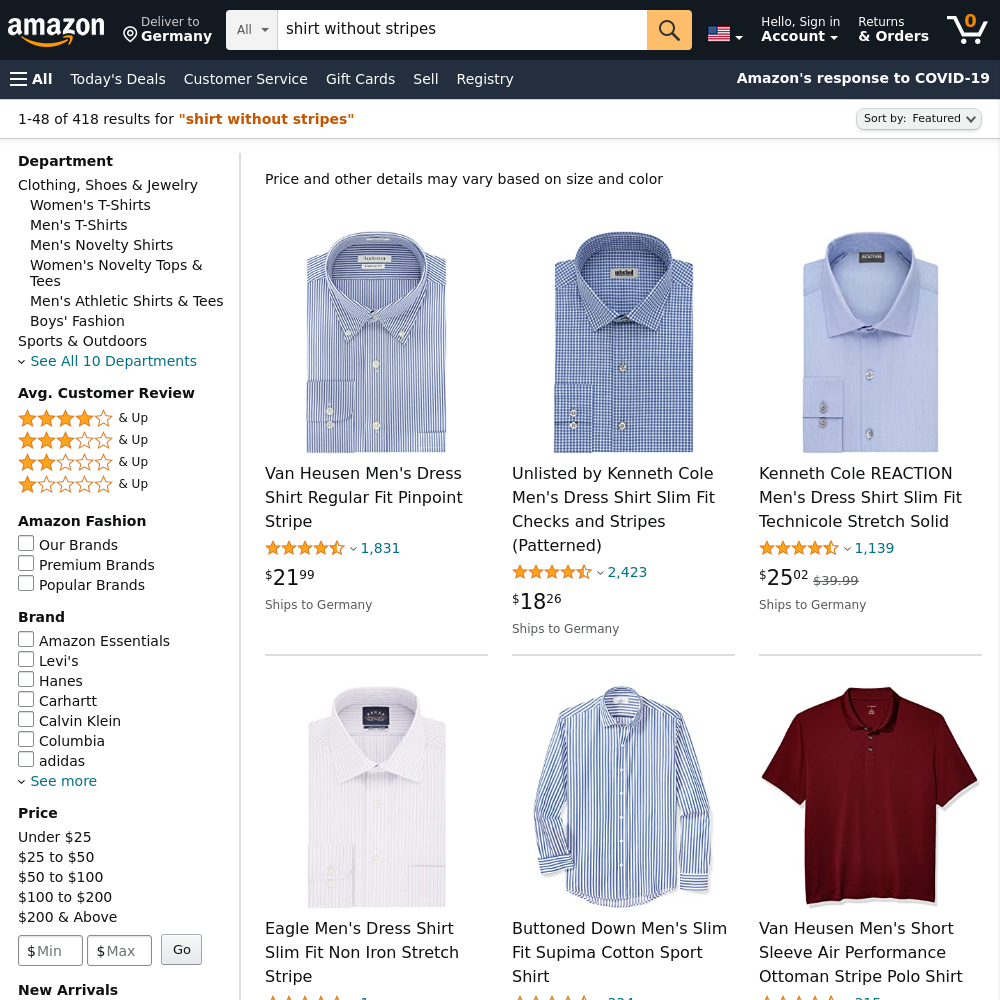 amazon
Deliver to
Germany
All
shirt without stripes
Hello, Sign in
Account
Returns
& Orders
0
All
Today's Deals
Customer Service
Gift Cards
Sell
Registry
Amazon's response to COVID-19
1-48 of 418 results for "shirt without stripes"
Sort by: Featured
Department
Clothing, Shoes & Jewelry
Women's T-Shirts
Men's T-Shirts
Men's Novelty Shirts
Women's Novelty Tops &
Tees
Men's Athletic Shirts & Tees
Boys' Fashion
Sports & Outdoors
See All 10 Departments
Avg. Customer Review
& Up
& Up
& Up
& Up
Amazon Fashion
Our Brands
Premium Brands
Popular Brands
Brand
Amazon Essentials
Levi's
Hanes
Carhartt
Calvin Klein
Columbia
adidas
See more
Price
Under $25
$25 to $50
$50 to $100
$100 to $200
$200 & Above
$ Min
$ Max
Go
New Arrivals
Price and other details may vary based on size and color
Van Heusen Men's Dress
Shirt Regular Fit Pinpoint
Stripe
1,831
$21 99
Ships to Germany
unlisted
Unlisted by Kenneth Cole
Men's Dress Shirt Slim Fit
Checks and Stripes
(Patterned)
2,423
$18 26
Ships to Germany
REACTION
Kenneth Cole REACTION
Men's Dress Shirt Slim Fit
Technicole Stretch Solid
1,139
$25 02 $39.99
Ships to Germany
Eagle Men's Dress Shirt
Slim Fit Non Iron Stretch
Stripe
Buttoned Down Men's Slim
Fit Supima Cotton Sport
Shirt
Van Heusen Men's Short
Sleeve Air Performance
Ottoman Stripe Polo Shirt